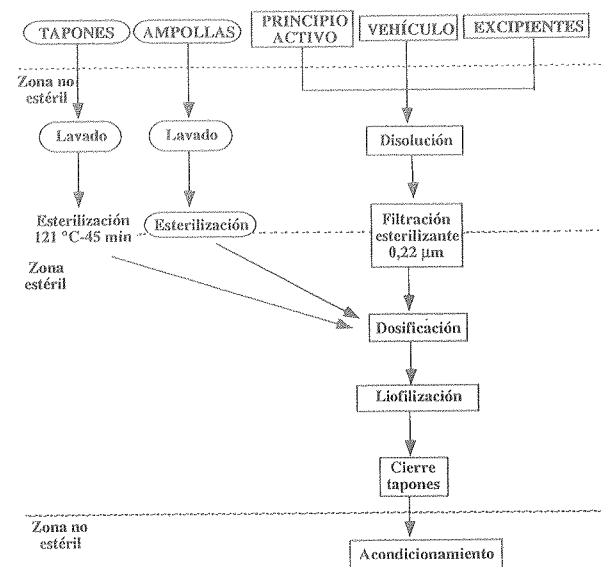 TAPONES
AMPOLLAS
PRINCIPIO
ACTIVO
VEHÍCULO
EXCIPIENTES
Zona no
estéril
Lavado
Lavado
Disolución
Esterilización
121 °C-45 min
Esterilización
Filtración
esterilizante
0,22 µm
Zona
estéril
Dosificación
Liofilización
Cierre
tapones
Zona no
estéril
Acondicionamiento